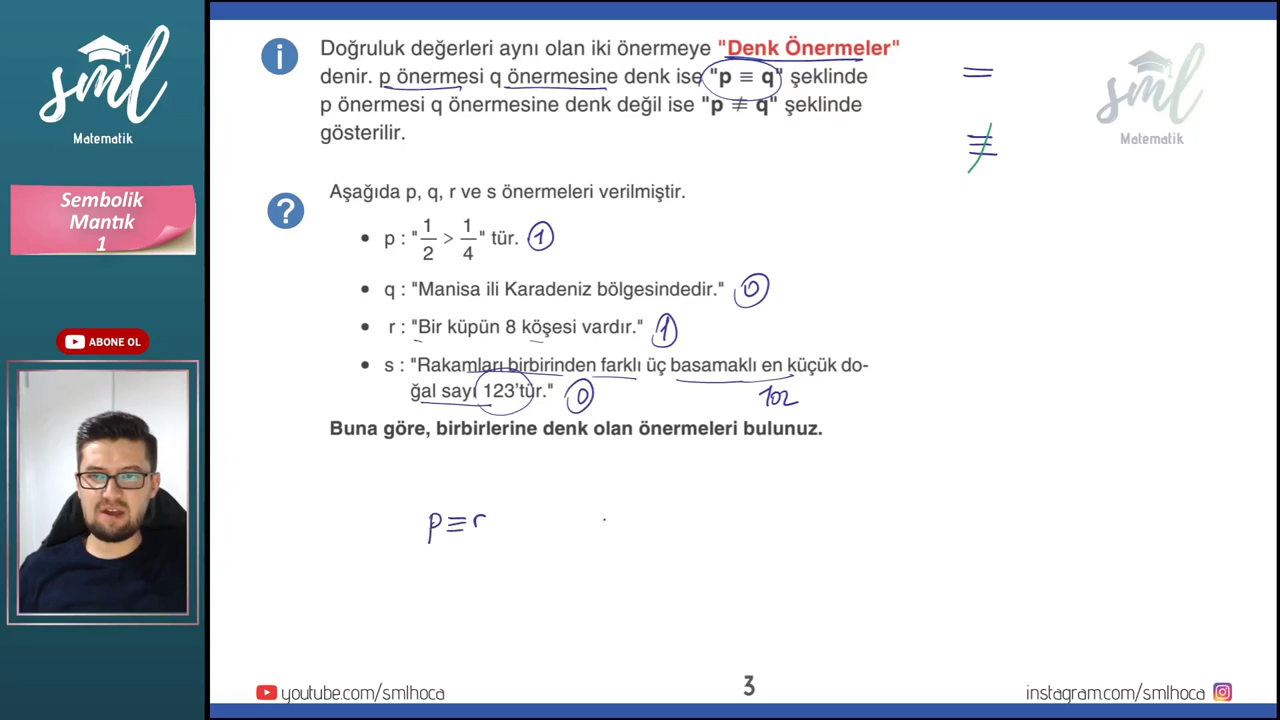 sml
Matematik
Sembolik
Mantık
1
ABONE OL
i
Doğruluk değerleri aynı olan iki önermeye "Denk Önermeler"
denir. p önermesi q önermesine denk ise "p ≡ q" şeklinde
p önermesi q önermesine denk değil ise "p ≠ q" şeklinde
gösterilir.
=
≢
sml
Matematik
?
Aşağıda p, q, r ve s önermeleri verilmiştir.
• p : "1/2 > 1/4" tür. 1
• q : "Manisa ili Karadeniz bölgesindedir." 0
• r : "Bir küpün 8 köşesi vardır." 1
• s : "Rakamları birbirinden farklı üç basamaklı en küçük do-
ğal sayı 123'tür." 0 102
Buna göre, birbirlerine denk olan önermeleri bulunuz.
p ≡ r
youtube.com/smlhoca
3
instagram.com/smlhoca